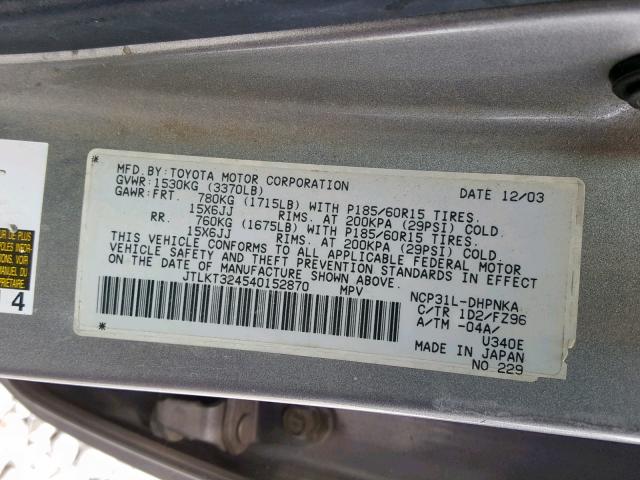 MFD.BY:TOYOTA MOTOR CORPORATION DATE 12/03
GVWR:1530KG (3370LB)
GAWR:FRT. 780KG (1715LB) WITH P185/60R15 TIRES.
15X6JJ RIMS. AT 200KPA (29PSI) COLD.
RR. 760KG (1675LB) WITH P185/60R15 TIRES.
15X6JJ RIMS. AT 200KPA (29PSI) COLD.
THIS VEHICLE CONFORMS TO ALL APPLICABLE FEDERAL MOTOR
VEHICLE SAFETY AND THEFT PREVENTION STANDARDS IN EFFECT
ON THE DATE OF MANUFACTURE SHOWN ABOVE.
JTLKT324540152870 MPV
NCP31L-DHPNKA
C/TR 1D2/FZ96
A/TM -04A/
U340E
MADE IN JAPAN
NO 229
4